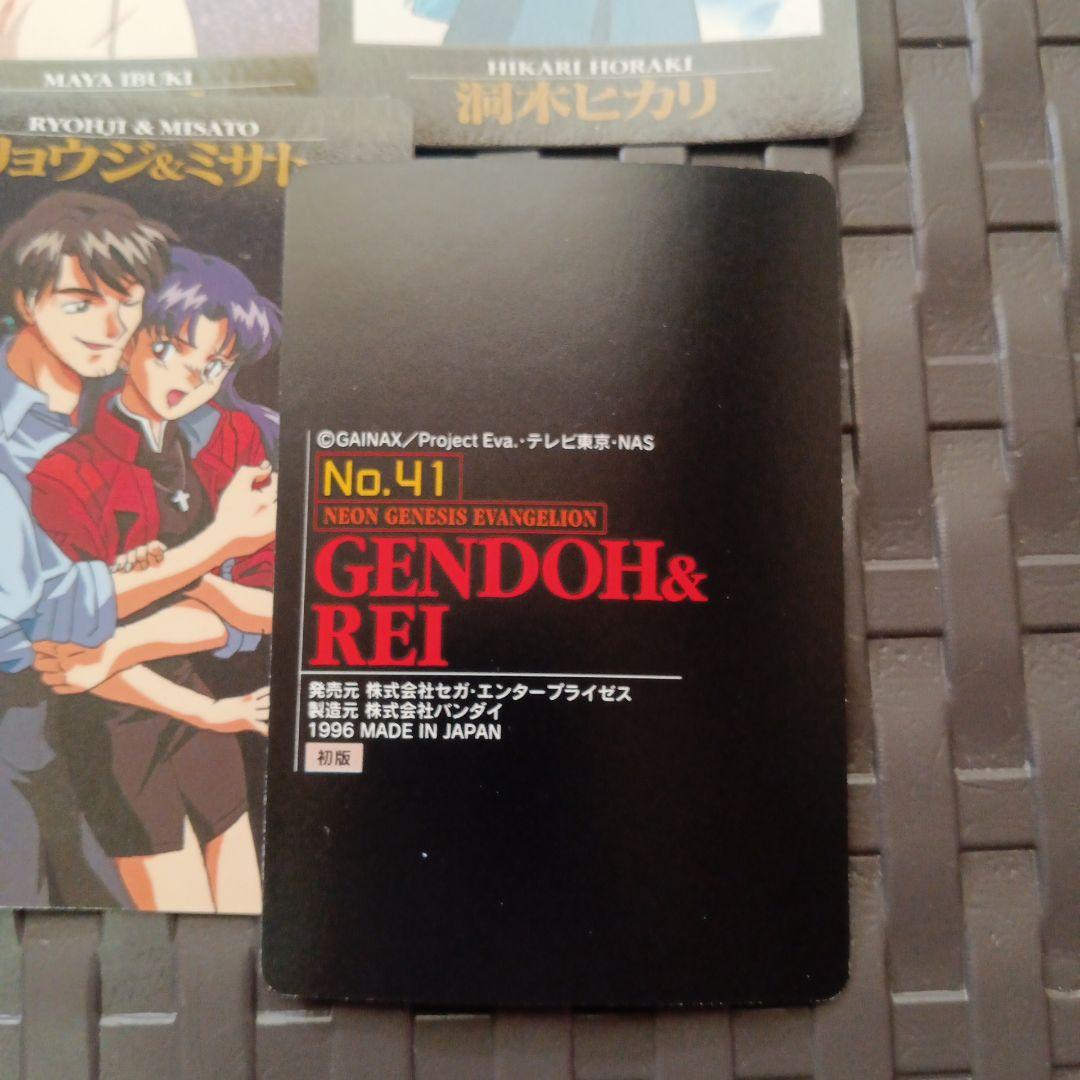 MAYA IBUKI
HIKARI HORAKI
洞木ヒカリ
RYOHJI & MISATO
リョウジ&ミサト
©GAINAX／Project Eva.・テレビ東京・NAS
No.41
NEON GENESIS EVANGELION
GENDOH&
REI
発売元 株式会社セガ・エンタープライゼス
製造元 株式会社バンダイ
1996 MADE IN JAPAN
初版